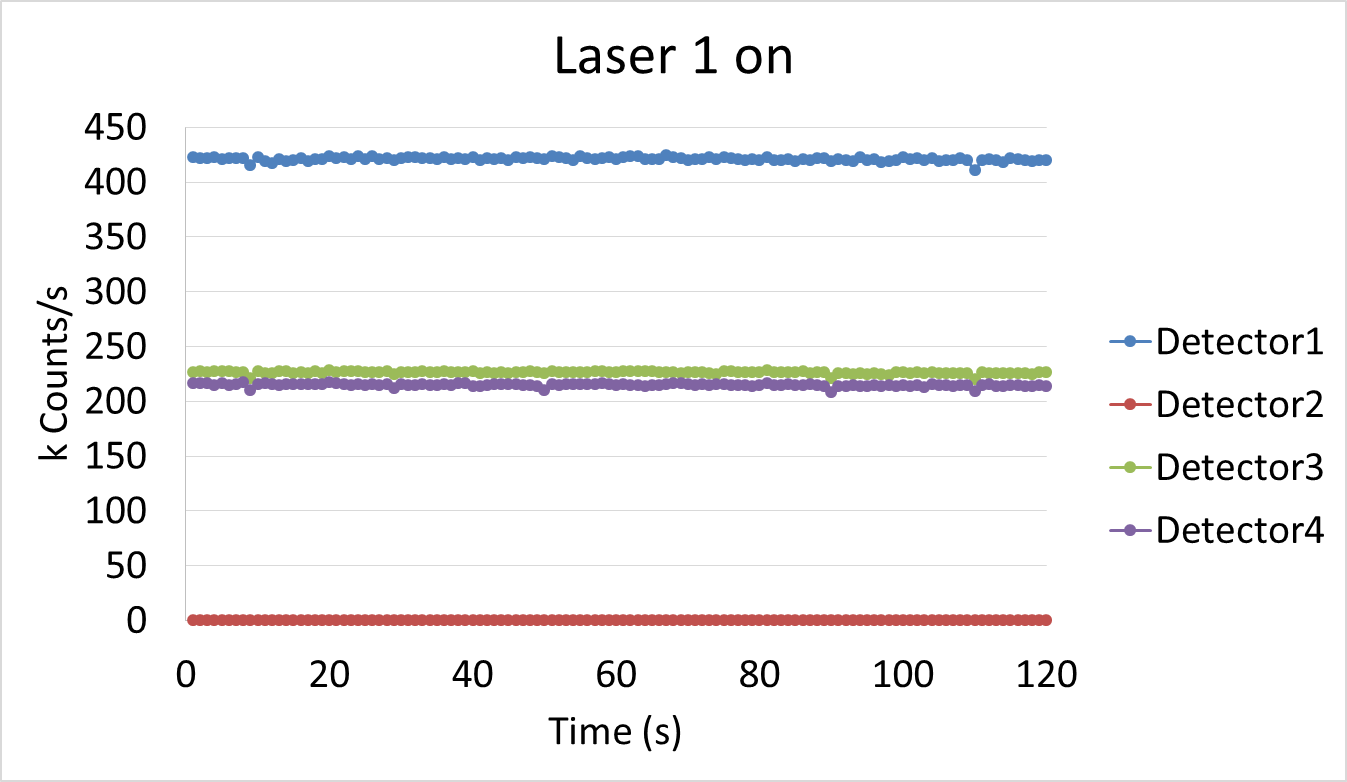 Laser 1 on
450
400
350
300
250
200
150
100
50
0
k Counts/s
0 20 40 60 80 100 120
Time (s)
Detector1
Detector2
Detector3
Detector4